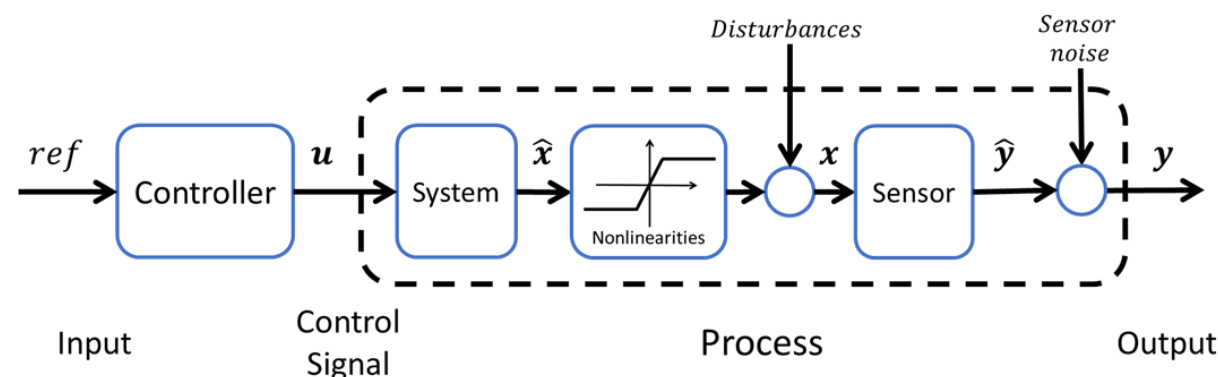 Disturbances
Sensor
noise
ref
Controller
u
System
x̂
Nonlinearities
x
Sensor
ŷ
y
Input
Control
Signal
Process
Output